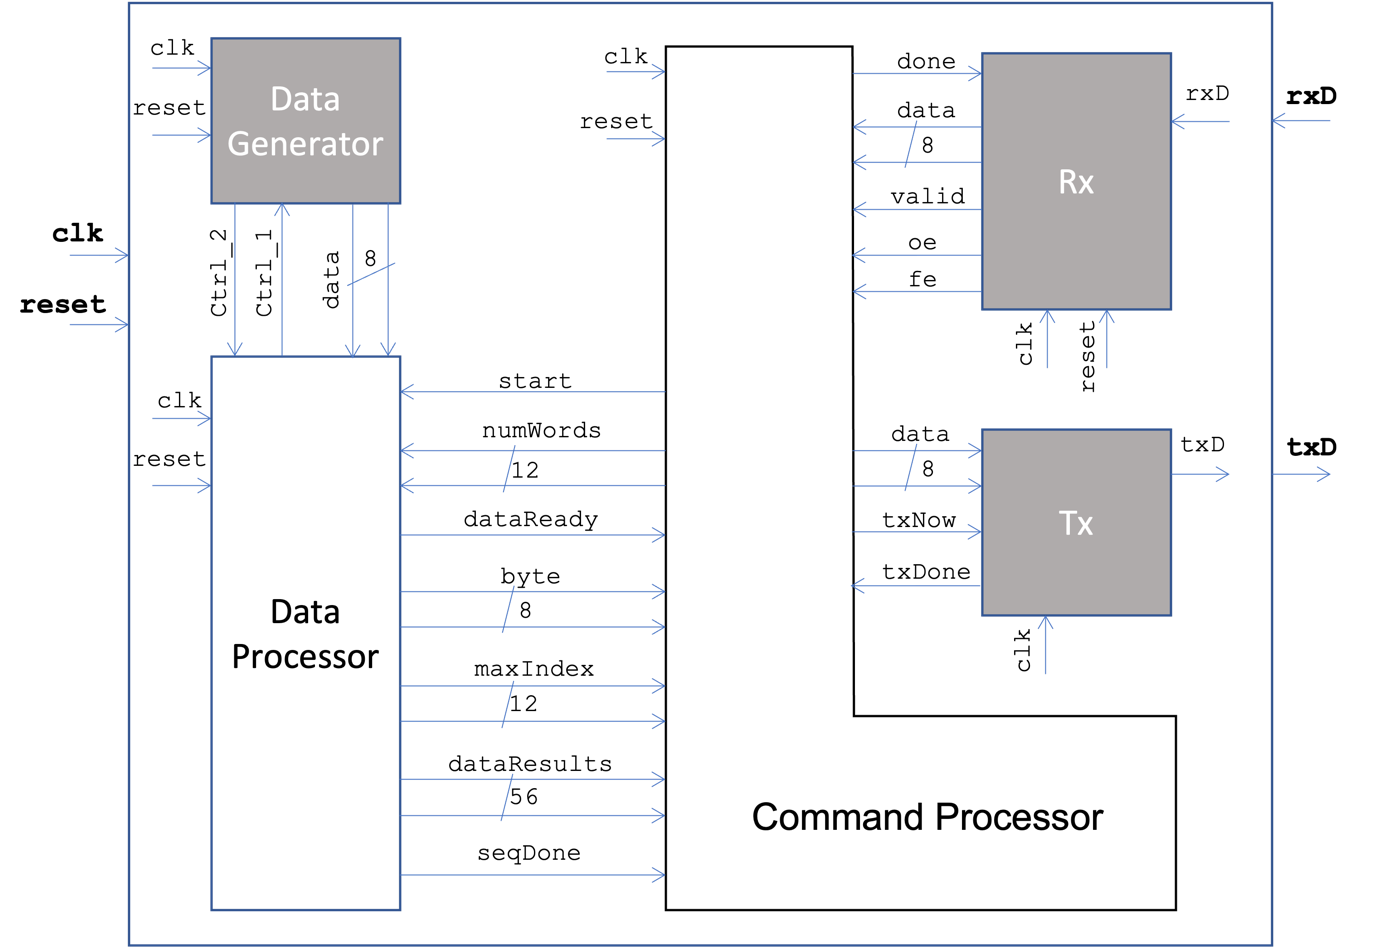 clk
reset
Data
Generator
Ctrl_2
Ctrl_1
data
8
clk
reset
clk
reset
Data
Processor
clk
reset
start
numWords
12
dataReady
byte
8
maxIndex
12
dataResults
56
seqDone
Command Processor
done
data
8
valid
oe
fe
Rx
rxD
rxD
clk
reset
data
8
txNow
txDone
Tx
txD
txD
clk